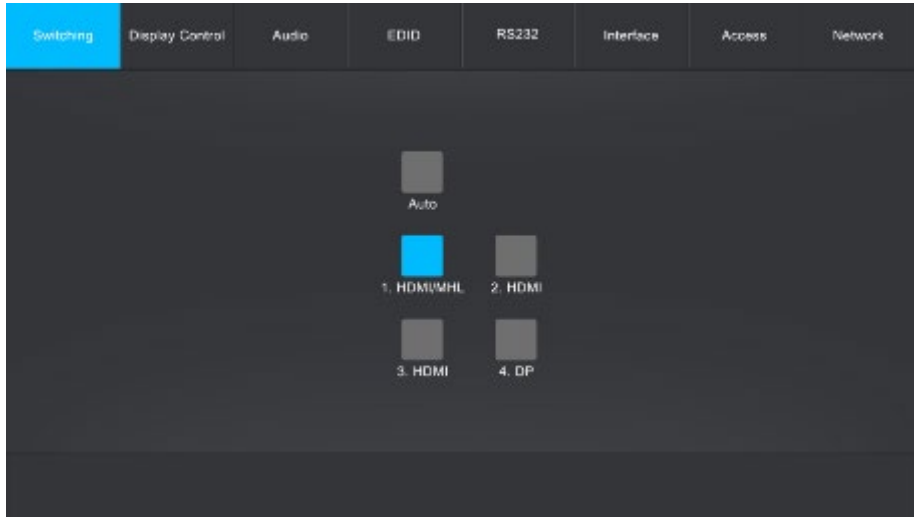 Switching Display Control Audio EDID RS232 Interface Access Network
Auto
1. HDMI/MHL 2. HDMI
3. HDMI 4. DP